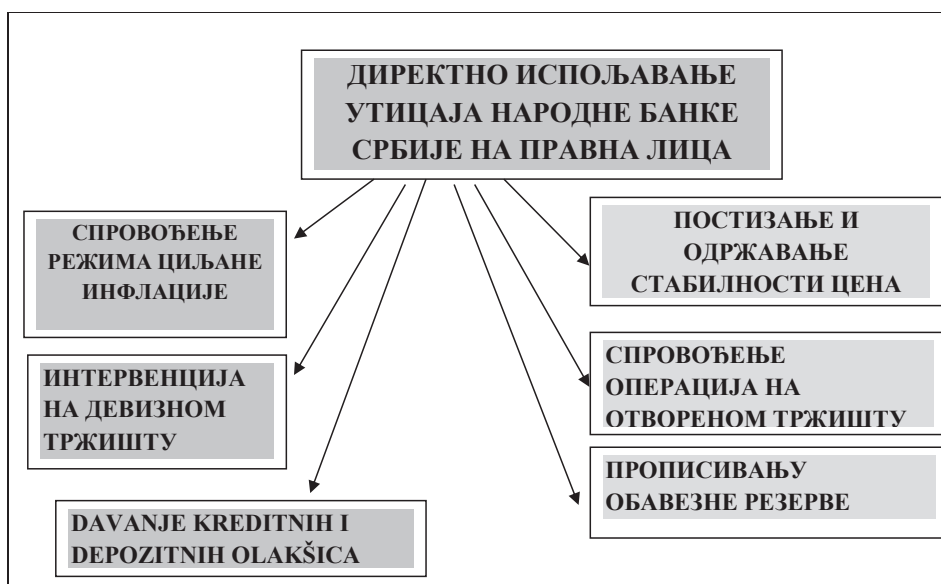 ДИРЕКТНО ИСПОЉАВАЊЕ
УТИЦАЈА НАРОДНЕ БАНКЕ
СРБИЈЕ НА ПРАВНА ЛИЦА
СПРОВОЂЕЊЕ
РЕЖИМА ЦИЉАНЕ
ИНФЛАЦИЈЕ
ПОСТИЗАЊЕ И
ОДРЖАВАЊЕ
СТАБИЛНОСТИ ЦЕНА
ИНТЕРВЕНЦИЈА
НА ДЕВИЗНОМ
ТРЖИШТУ
СПРОВОЂЕЊЕ
ОПЕРАЦИЈА НА
ОТВОРЕНОМ ТРЖИШТУ
DAVANJE KREDITNIH I
DEPOZITNIH OLAKŠICA
ПРОПИСИВАЊУ
ОБАВЕЗНЕ РЕЗЕРВЕ